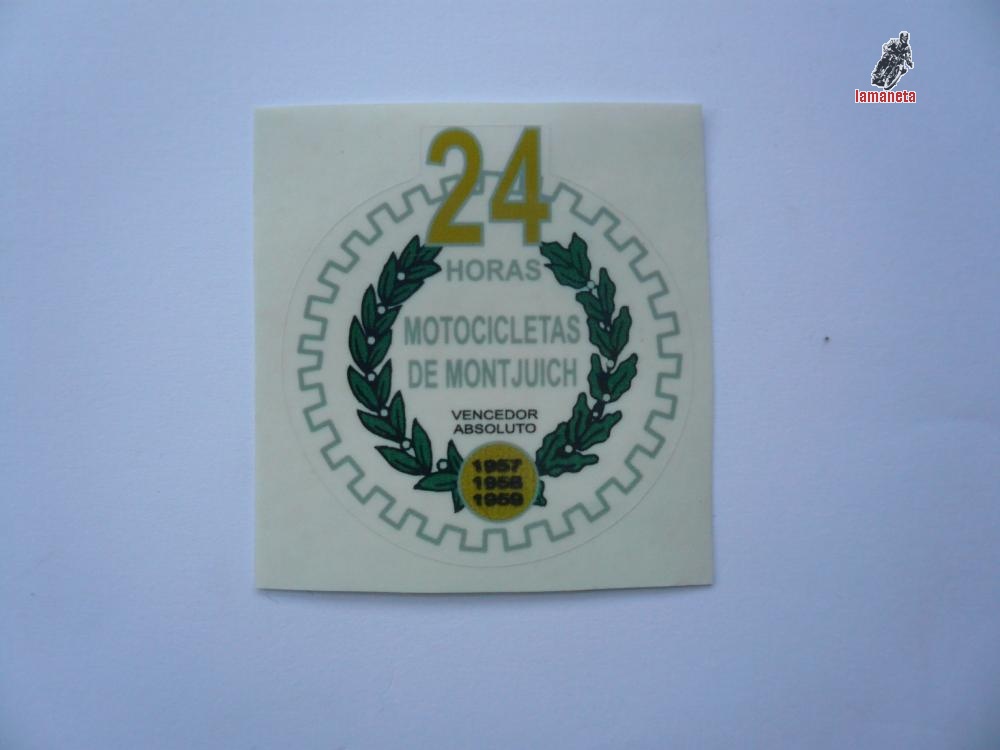 lamaneta
24
HORAS
MOTOCICLETAS
DE MONTJUICH
VENCEDOR
ABSOLUTO
1957
1958
1959